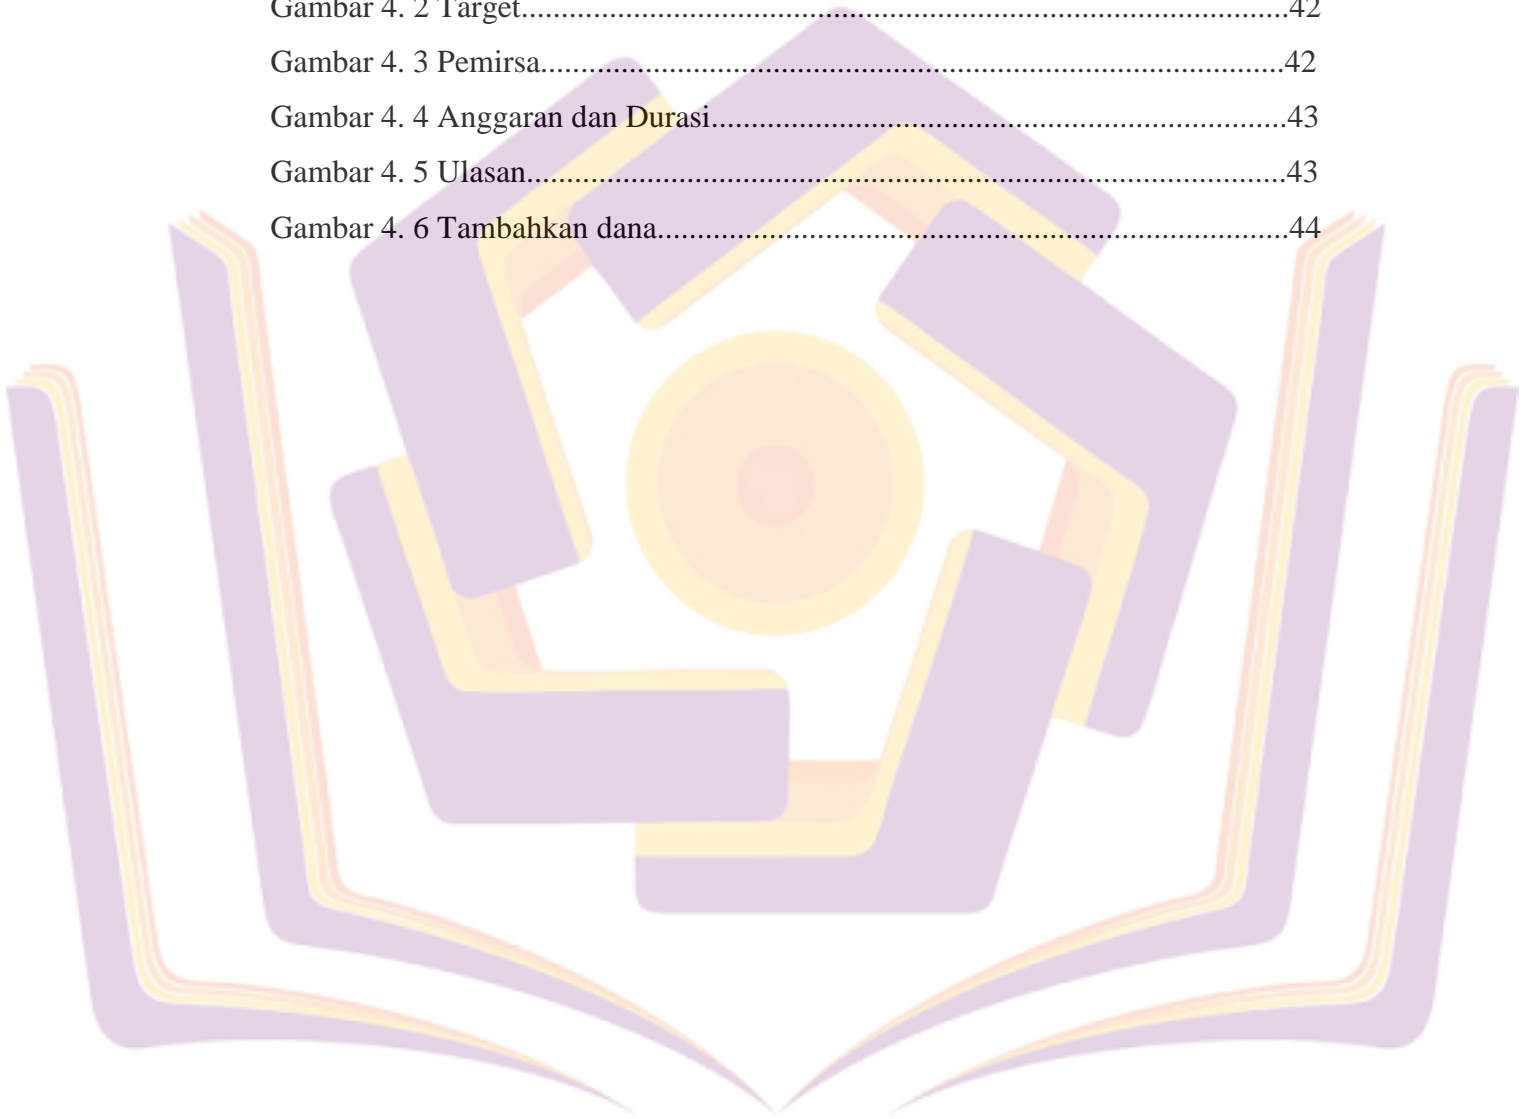 Gambar 4. 2 Target.................................................................................................42
Gambar 4. 3 Pemirsa..............................................................................................42
Gambar 4. 4 Anggaran dan Durasi.........................................................................43
Gambar 4. 5 Ulasan................................................................................................43
Gambar 4. 6 Tambahkan dana................................................................................44